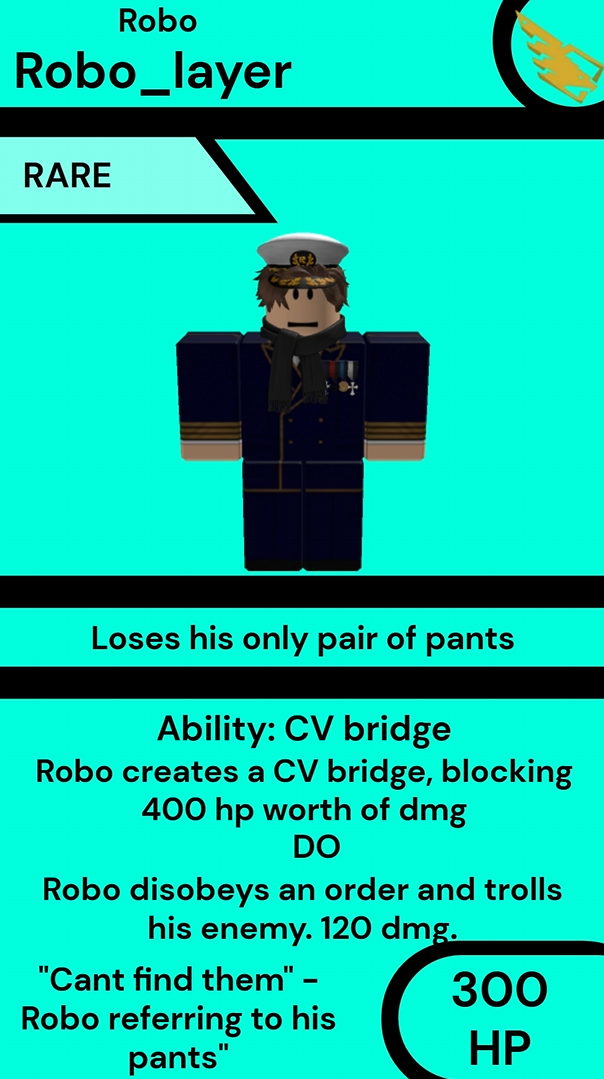 Robo
Robo_layer
RARE
Loses his only pair of pants
Ability: CV bridge
Robo creates a CV bridge, blocking
400 hp worth of dmg
DO
Robo disobeys an order and trolls
his enemy. 120 dmg.
"Cant find them" -
Robo referring to his
pants"
300
HP